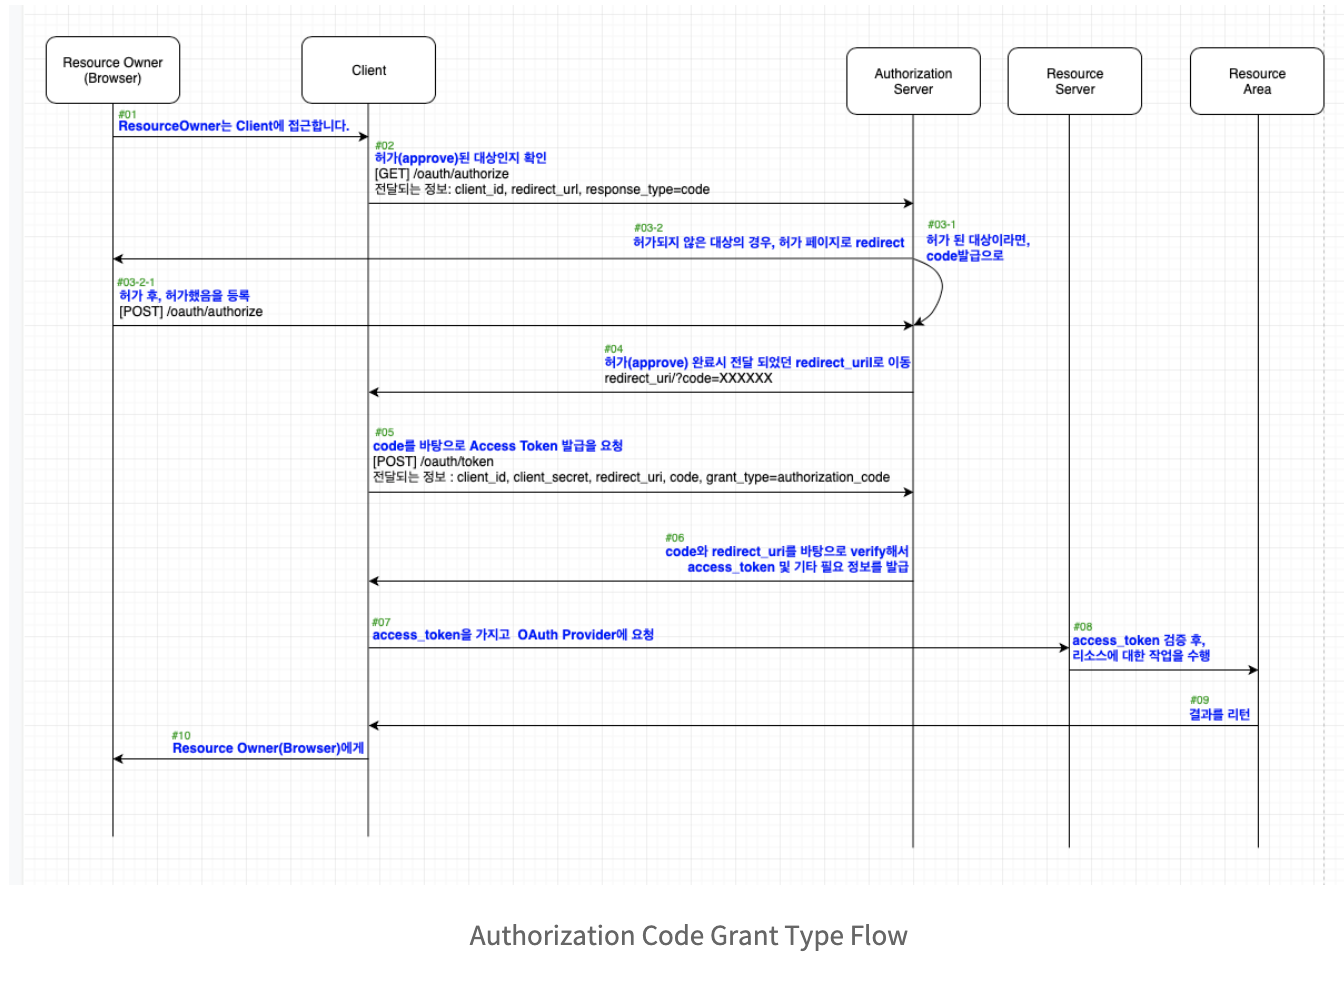 Resource Owner
(Browser)
Client
Authorization
Server
Resource
Server
Resource
Area
#01
ResourceOwner는 Client에 접근합니다.
#02
허가(approve)된 대상인지 확인
[GET] /oauth/authorize
전달되는 정보: client_id, redirect_url, response_type=code
#03-2
허가되지 않은 대상의 경우, 허가 페이지로 redirect
#03-1
허가 된 대상이라면,
code발급으로
#03-2-1
허가 후, 허가했음을 등록
[POST] /oauth/authorize
#04
허가(approve) 완료시 전달 되었던 redirect_uril로 이동
redirect_uri/?code=XXXXXX
#05
code를 바탕으로 Access Token 발급을 요청
[POST] /oauth/token
전달되는 정보 : client_id, client_secret, redirect_uri, code, grant_type=authorization_code
#06
code와 redirect_uri를 바탕으로 verify해서
access_token 및 기타 필요 정보를 발급
#07
access_token을 가지고  OAuth Provider에 요청
#08
access_token 검증 후,
리소스에 대한 작업을 수행
#09
결과를 리턴
#10
Resource Owner(Browser)에게
Authorization Code Grant Type Flow